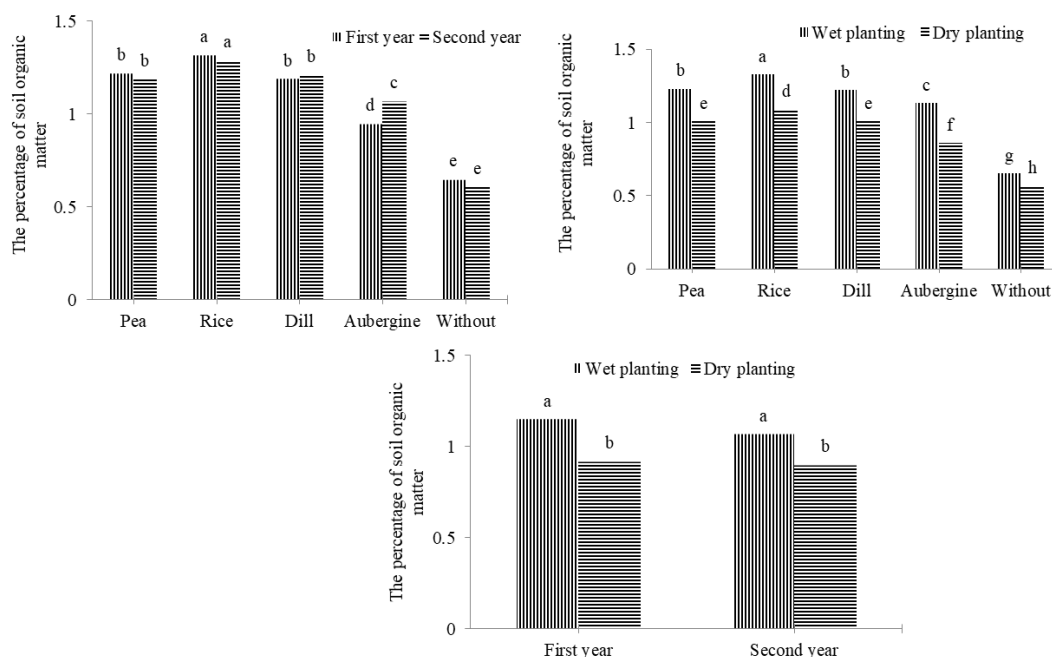 The percentage of soil organic
matter
1.5
1
0.5
0
First year Second year
b b a a b b d c e e
Pea Rice Dill Aubergine Without
The percentage of soil organic
matter
1.5
1
0.5
0
Wet planting Dry planting
b e a d b e c f g h
Pea Rice Dill Aubergine Without
The percentage of soil organic
matter
1.5
1
0.5
0
Wet planting Dry planting
a b a b
First year Second year